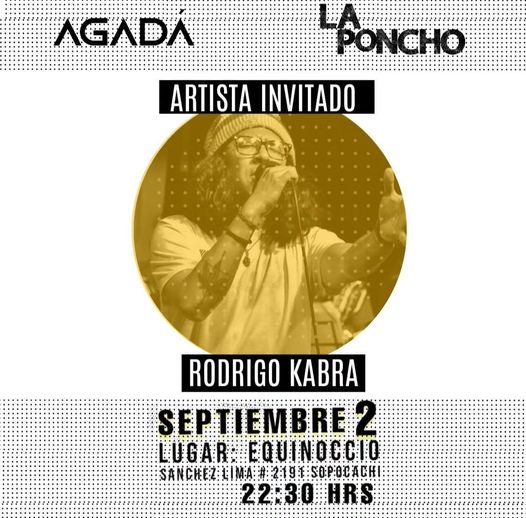 AGADÁ
LA
PONCHO
ARTISTA INVITADO
RODRIGO KABRA
SEPTIEMBRE 2
LUGAR: EQUINOCCIO
SANCHEZ LIMA # 2191 SOPOCACHI
22:30 HRS